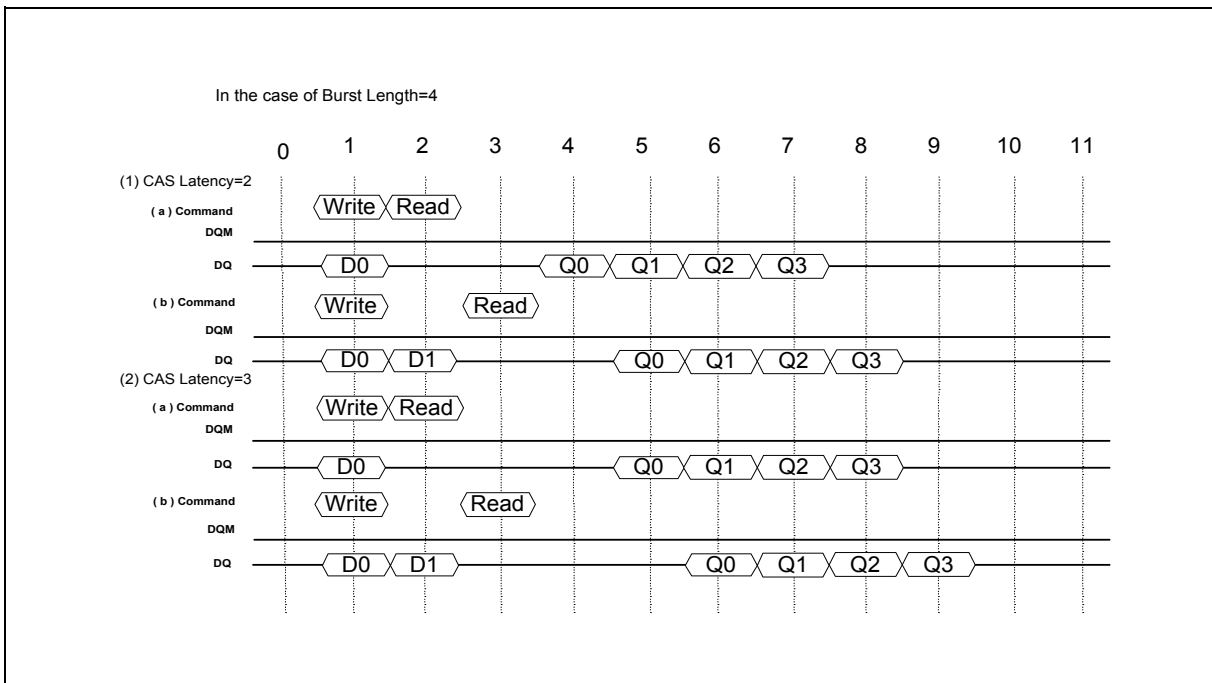 In the case of Burst Length=4
0 1 2 3 4 5 6 7 8 9 10 11
(1) CAS Latency=2
( a ) Command Write Read
DQM
DQ D0 Q0 Q1 Q2 Q3
( b ) Command Write Read
DQM
DQ D0 D1 Q0 Q1 Q2 Q3
(2) CAS Latency=3
( a ) Command Write Read
DQM
DQ D0 Q0 Q1 Q2 Q3
( b ) Command Write Read
DQM
DQ D0 D1 Q0 Q1 Q2 Q3